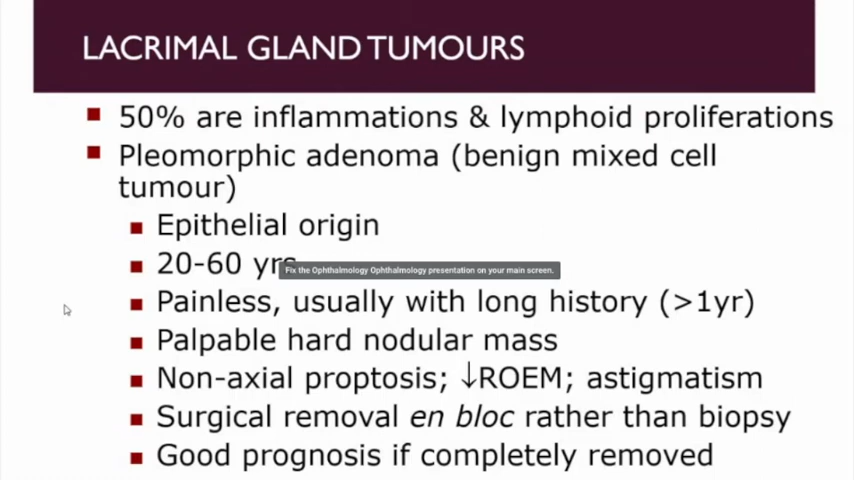 LACRIMAL GLAND TUMOURS
50% are inflammations & lymphoid proliferations
Pleomorphic adenoma (benign mixed cell
tumour)
Epithelial origin
20-60 yrs
Fix the Ophthalmology Ophthalmology presentation on your main screen.
Painless, usually with long history (>1yr)
Palpable hard nodular mass
Non-axial proptosis; ↓ROEM; astigmatism
Surgical removal en bloc rather than biopsy
Good prognosis if completely removed